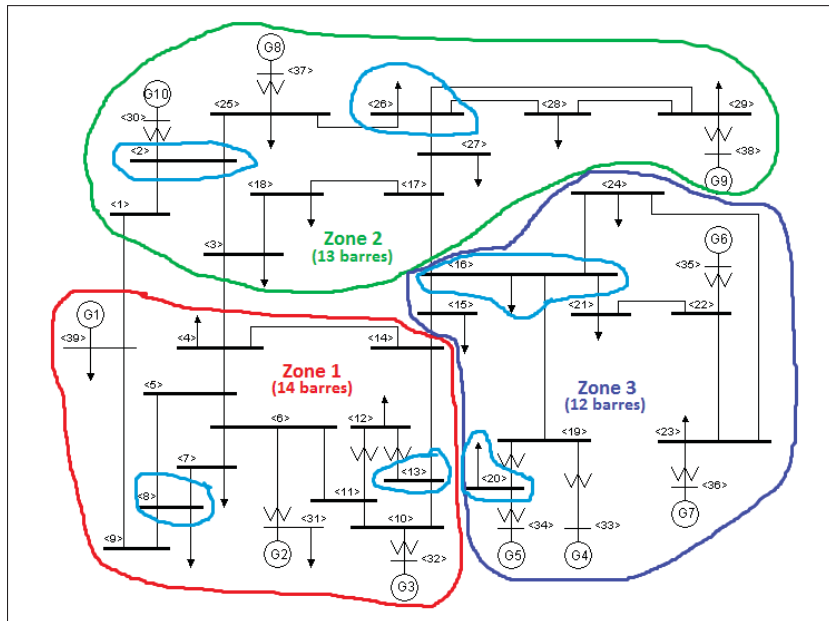 G8
<37>
G10
<30>
<25>
<26>
<28>
<29>
<2>
<27>
<38>
<18>
<17>
G9
<24>
<1>
Zone 2
(13 barres)
<3>
G6
<16>
<35>
<15>
<21>
<22>
G1
<39>
<4>
<14>
Zone 1
(14 barres)
Zone 3
(12 barres)
<5>
<6>
<12>
<19>
<23>
<7>
<13>
<20>
<8>
<11>
<36>
<9>
<31>
<10>
<34>
<33>
G7
G2
<32>
G5
G4
G3